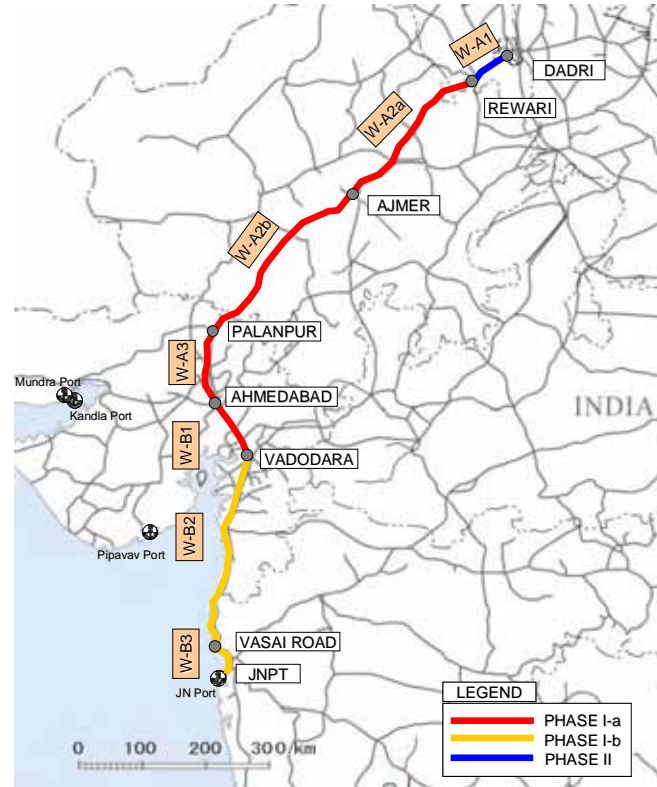 W-A1
DADRI
REWARI
W-A2a
AJMER
W-A2b
PALANPUR
W-A3
Mundra Port
AHMEDABAD
Kandla Port
INDIA
W-B1
VADODARA
W-B2
Pipavav Port
W-B3
VASAI ROAD
JNPT
JN Port
LEGEND
PHASE I-a
PHASE I-b
PHASE II
0 100 200 300 km